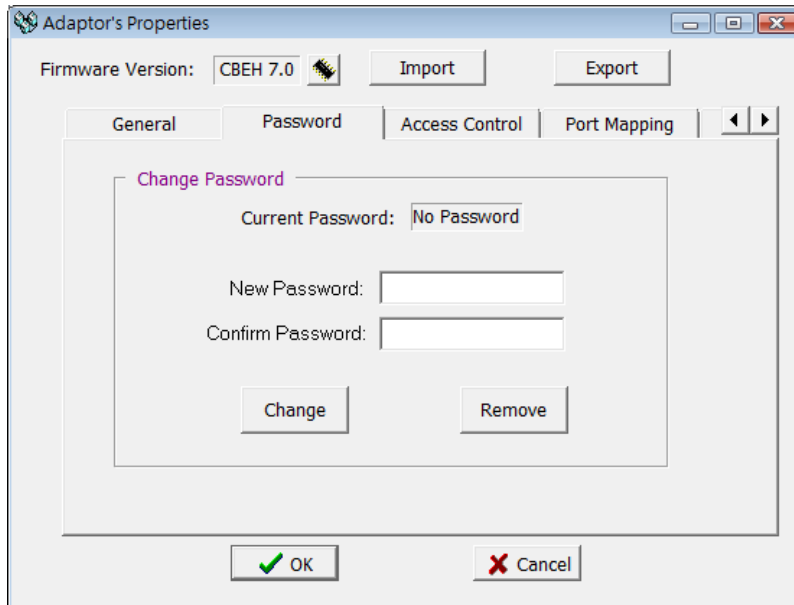 Adaptor's Properties
Firmware Version: CBEH 7.0 Import Export
General Password Access Control Port Mapping
Change Password
Current Password: No Password
New Password:
Confirm Password:
Change Remove
OK Cancel